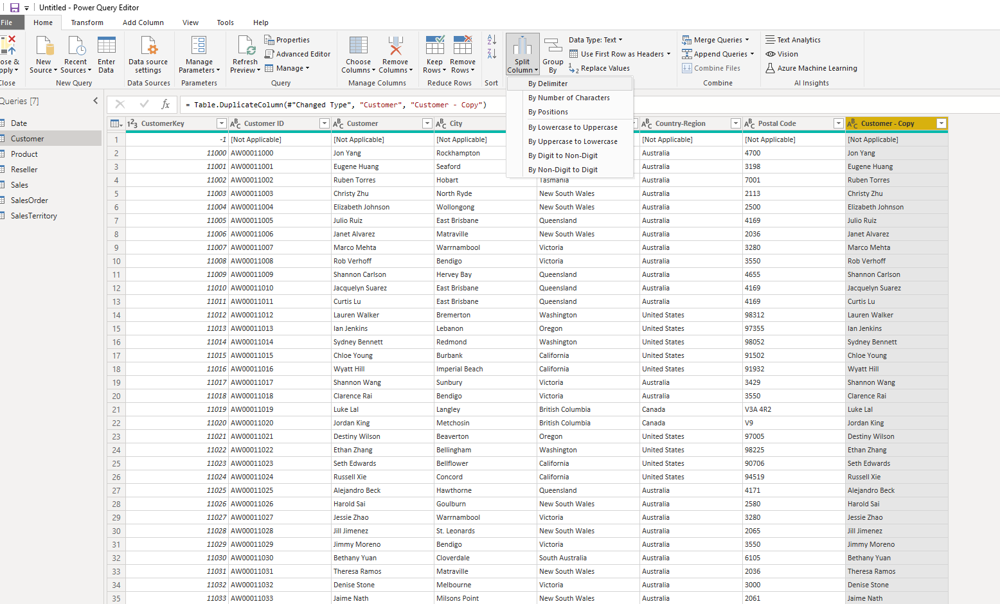 Untitled - Power Query Editor
File Home Transform Add Column View Tools Help
ose & pply New Source Recent Sources Enter Data Data source settings Manage Parameters Refresh Preview Properties Advanced Editor Manage Choose Columns Remove Columns Keep Rows Remove Rows Split Column Group By Data Type: Text Use First Row as Headers Replace Values Merge Queries Append Queries Combine Files Text Analytics Vision Azure Machine Learning
Close New Query Data Sources Parameters Query Manage Columns Reduce Rows Sort Combine AI Insights
By Delimiter
By Number of Characters
By Positions
By Lowercase to Uppercase
By Uppercase to Lowercase
By Digit to Non-Digit
By Non-Digit to Digit
Queries [7]
Date
Customer
Product
Reseller
Sales
SalesOrder
SalesTerritory
fx = Table.DuplicateColumn(#"Changed Type", "Customer", "Customer - Copy")
CustomerKey Customer ID Customer City Country-Region Postal Code Customer - Copy
1 -1 [Not Applicable] [Not Applicable] [Not Applicable] [Not Applicable] [Not Applicable] [Not Applicable]
2 11000 AW00011000 Jon Yang Rockhampton Australia 4700 Jon Yang
3 11001 AW00011001 Eugene Huang Seaford Australia 3198 Eugene Huang
4 11002 AW00011002 Ruben Torres Hobart Tasmania Australia 7001 Ruben Torres
5 11003 AW00011003 Christy Zhu North Ryde New South Wales Australia 2113 Christy Zhu
6 11004 AW00011004 Elizabeth Johnson Wollongong New South Wales Australia 2500 Elizabeth Johnson
7 11005 AW00011005 Julio Ruiz East Brisbane Queensland Australia 4169 Julio Ruiz
8 11006 AW00011006 Janet Alvarez Matraville New South Wales Australia 2036 Janet Alvarez
9 11007 AW00011007 Marco Mehta Warrnambool Victoria Australia 3280 Marco Mehta
10 11008 AW00011008 Rob Verhoff Bendigo Victoria Australia 3550 Rob Verhoff
11 11009 AW00011009 Shannon Carlson Hervey Bay Queensland Australia 4655 Shannon Carlson
12 11010 AW00011010 Jacquelyn Suarez East Brisbane Queensland Australia 4169 Jacquelyn Suarez
13 11011 AW00011011 Curtis Lu East Brisbane Queensland Australia 4169 Curtis Lu
14 11012 AW00011012 Lauren Walker Bremerton Washington United States 98312 Lauren Walker
15 11013 AW00011013 Ian Jenkins Lebanon Oregon United States 97355 Ian Jenkins
16 11014 AW00011014 Sydney Bennett Redmond Washington United States 98052 Sydney Bennett
17 11015 AW00011015 Chloe Young Burbank California United States 91502 Chloe Young
18 11016 AW00011016 Wyatt Hill Imperial Beach California United States 91932 Wyatt Hill
19 11017 AW00011017 Shannon Wang Sunbury Victoria Australia 3429 Shannon Wang
20 11018 AW00011018 Clarence Rai Bendigo Victoria Australia 3550 Clarence Rai
21 11019 AW00011019 Luke Lal Langley British Columbia Canada V3A 4R2 Luke Lal
22 11020 AW00011020 Jordan King Metchosin British Columbia Canada V9 Jordan King
23 11021 AW00011021 Destiny Wilson Beaverton Oregon United States 97005 Destiny Wilson
24 11022 AW00011022 Ethan Zhang Bellingham Washington United States 98225 Ethan Zhang
25 11023 AW00011023 Seth Edwards Bellflower California United States 90706 Seth Edwards
26 11024 AW00011024 Russell Xie Concord California United States 94519 Russell Xie
27 11025 AW00011025 Alejandro Beck Hawthorne Queensland Australia 4171 Alejandro Beck
28 11026 AW00011026 Harold Sai Goulburn New South Wales Australia 2580 Harold Sai
29 11027 AW00011027 Jessie Zhao Warrnambool Victoria Australia 3280 Jessie Zhao
30 11028 AW00011028 Jill Jimenez St. Leonards New South Wales Australia 2065 Jill Jimenez
31 11029 AW00011029 Jimmy Moreno Bendigo Victoria Australia 3550 Jimmy Moreno
32 11030 AW00011030 Bethany Yuan Cloverdale South Australia Australia 6105 Bethany Yuan
33 11031 AW00011031 Theresa Ramos Matraville New South Wales Australia 2036 Theresa Ramos
34 11032 AW00011032 Denise Stone Melbourne Victoria Australia 3000 Denise Stone
35 11033 AW00011033 Jaime Nath Milsons Point New South Wales Australia 2061 Jaime Nath